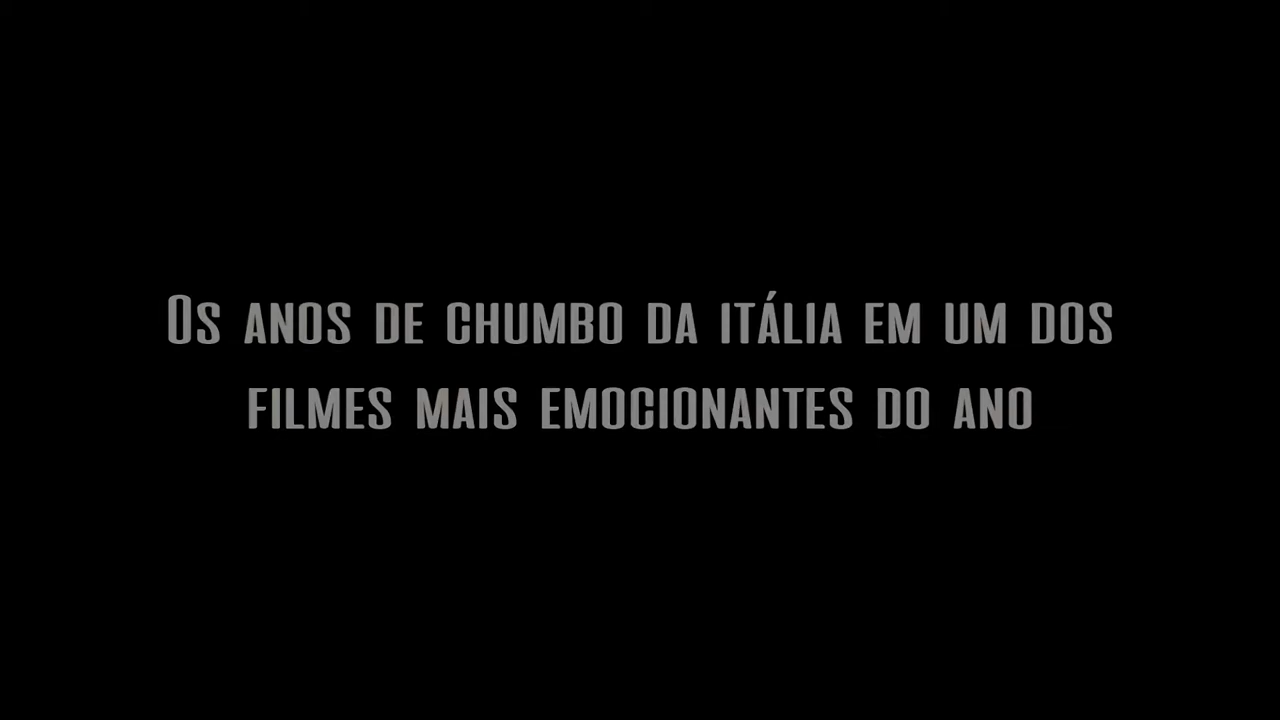 Os anos de chumbo da itália em um dos
filmes mais emocionantes do ano